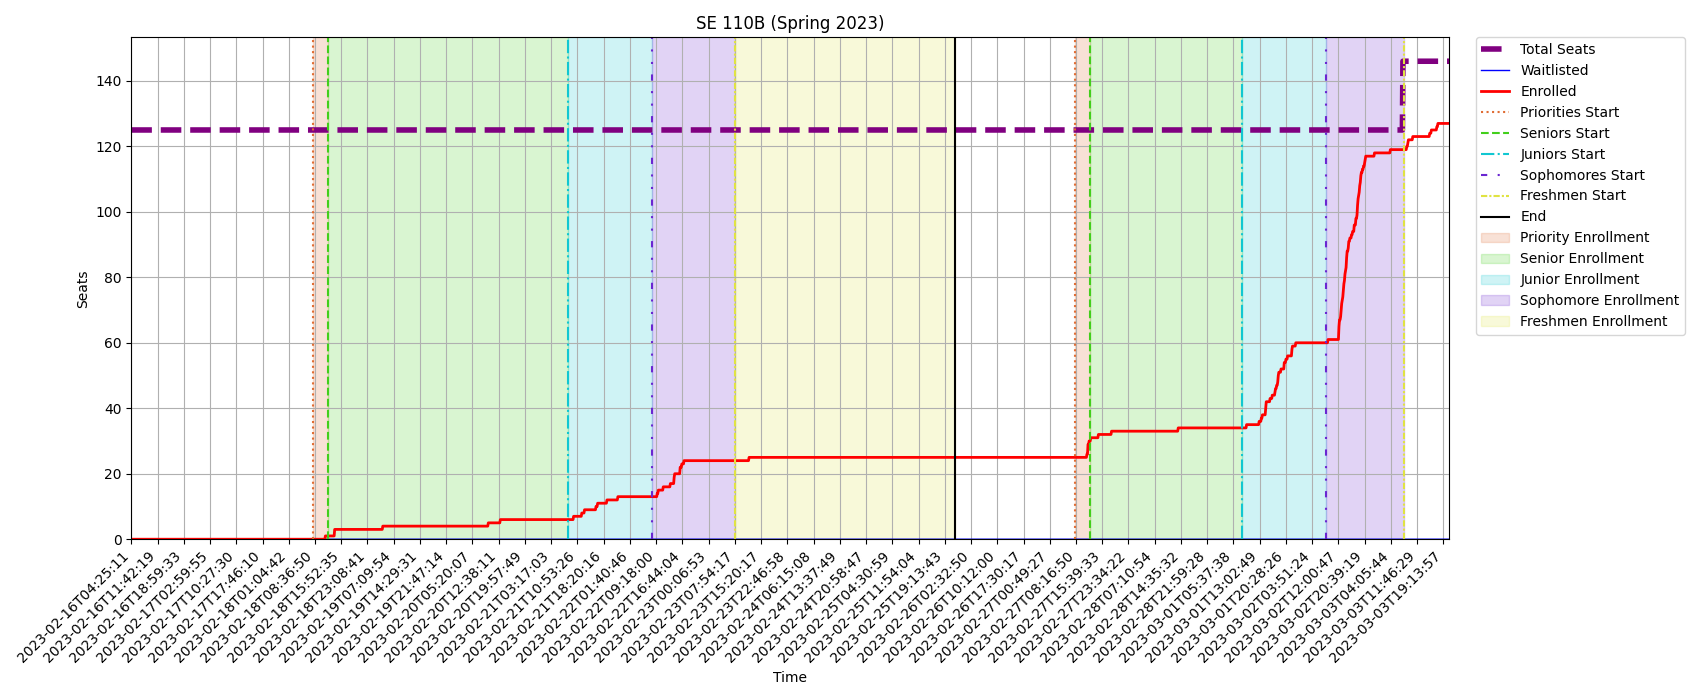 SE 110B (Spring 2023)
140
120
100
80
60
40
20
0
Seats
2023-02-16T04:25:11
2023-02-16T11:42:19
2023-02-16T18:59:33
2023-02-17T02:59:55
2023-02-17T10:27:30
2023-02-17T17:46:10
2023-02-18T01:04:42
2023-02-18T08:36:50
2023-02-18T15:52:35
2023-02-18T23:08:41
2023-02-19T07:09:54
2023-02-19T14:29:31
2023-02-19T21:47:14
2023-02-20T05:20:07
2023-02-20T12:38:11
2023-02-20T19:57:49
2023-02-21T03:17:03
2023-02-21T10:53:26
2023-02-21T18:20:16
2023-02-22T01:40:46
2023-02-22T09:18:00
2023-02-22T16:44:04
2023-02-23T00:06:53
2023-02-23T07:54:17
2023-02-23T15:20:17
2023-02-23T22:46:58
2023-02-24T06:15:08
2023-02-24T13:37:49
2023-02-24T20:58:47
2023-02-25T04:30:59
2023-02-25T11:54:04
2023-02-25T19:13:43
2023-02-26T02:32:50
2023-02-26T10:12:00
2023-02-26T17:30:17
2023-02-27T00:49:27
2023-02-27T08:16:50
2023-02-27T15:39:33
2023-02-27T23:34:22
2023-02-28T07:10:54
2023-02-28T14:35:32
2023-02-28T21:59:28
2023-03-01T05:37:38
2023-03-01T13:02:49
2023-03-01T20:28:26
2023-03-02T03:51:24
2023-03-02T12:00:47
2023-03-02T20:39:19
2023-03-03T04:05:44
2023-03-03T11:46:29
2023-03-03T19:13:57
Time
Total Seats
Waitlisted
Enrolled
Priorities Start
Seniors Start
Juniors Start
Sophomores Start
Freshmen Start
End
Priority Enrollment
Senior Enrollment
Junior Enrollment
Sophomore Enrollment
Freshmen Enrollment